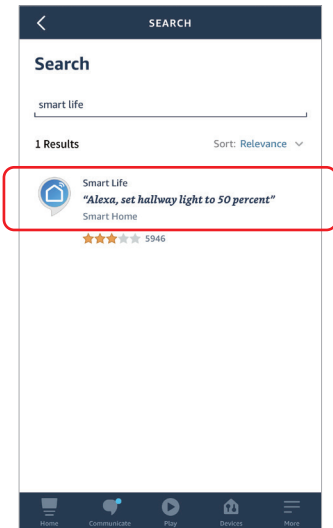 SEARCH
Search
smart life
1 Results Sort: Relevance
Smart Life
“Alexa, set hallway light to 50 percent”
Smart Home
5946
Home Communicate Play Devices More